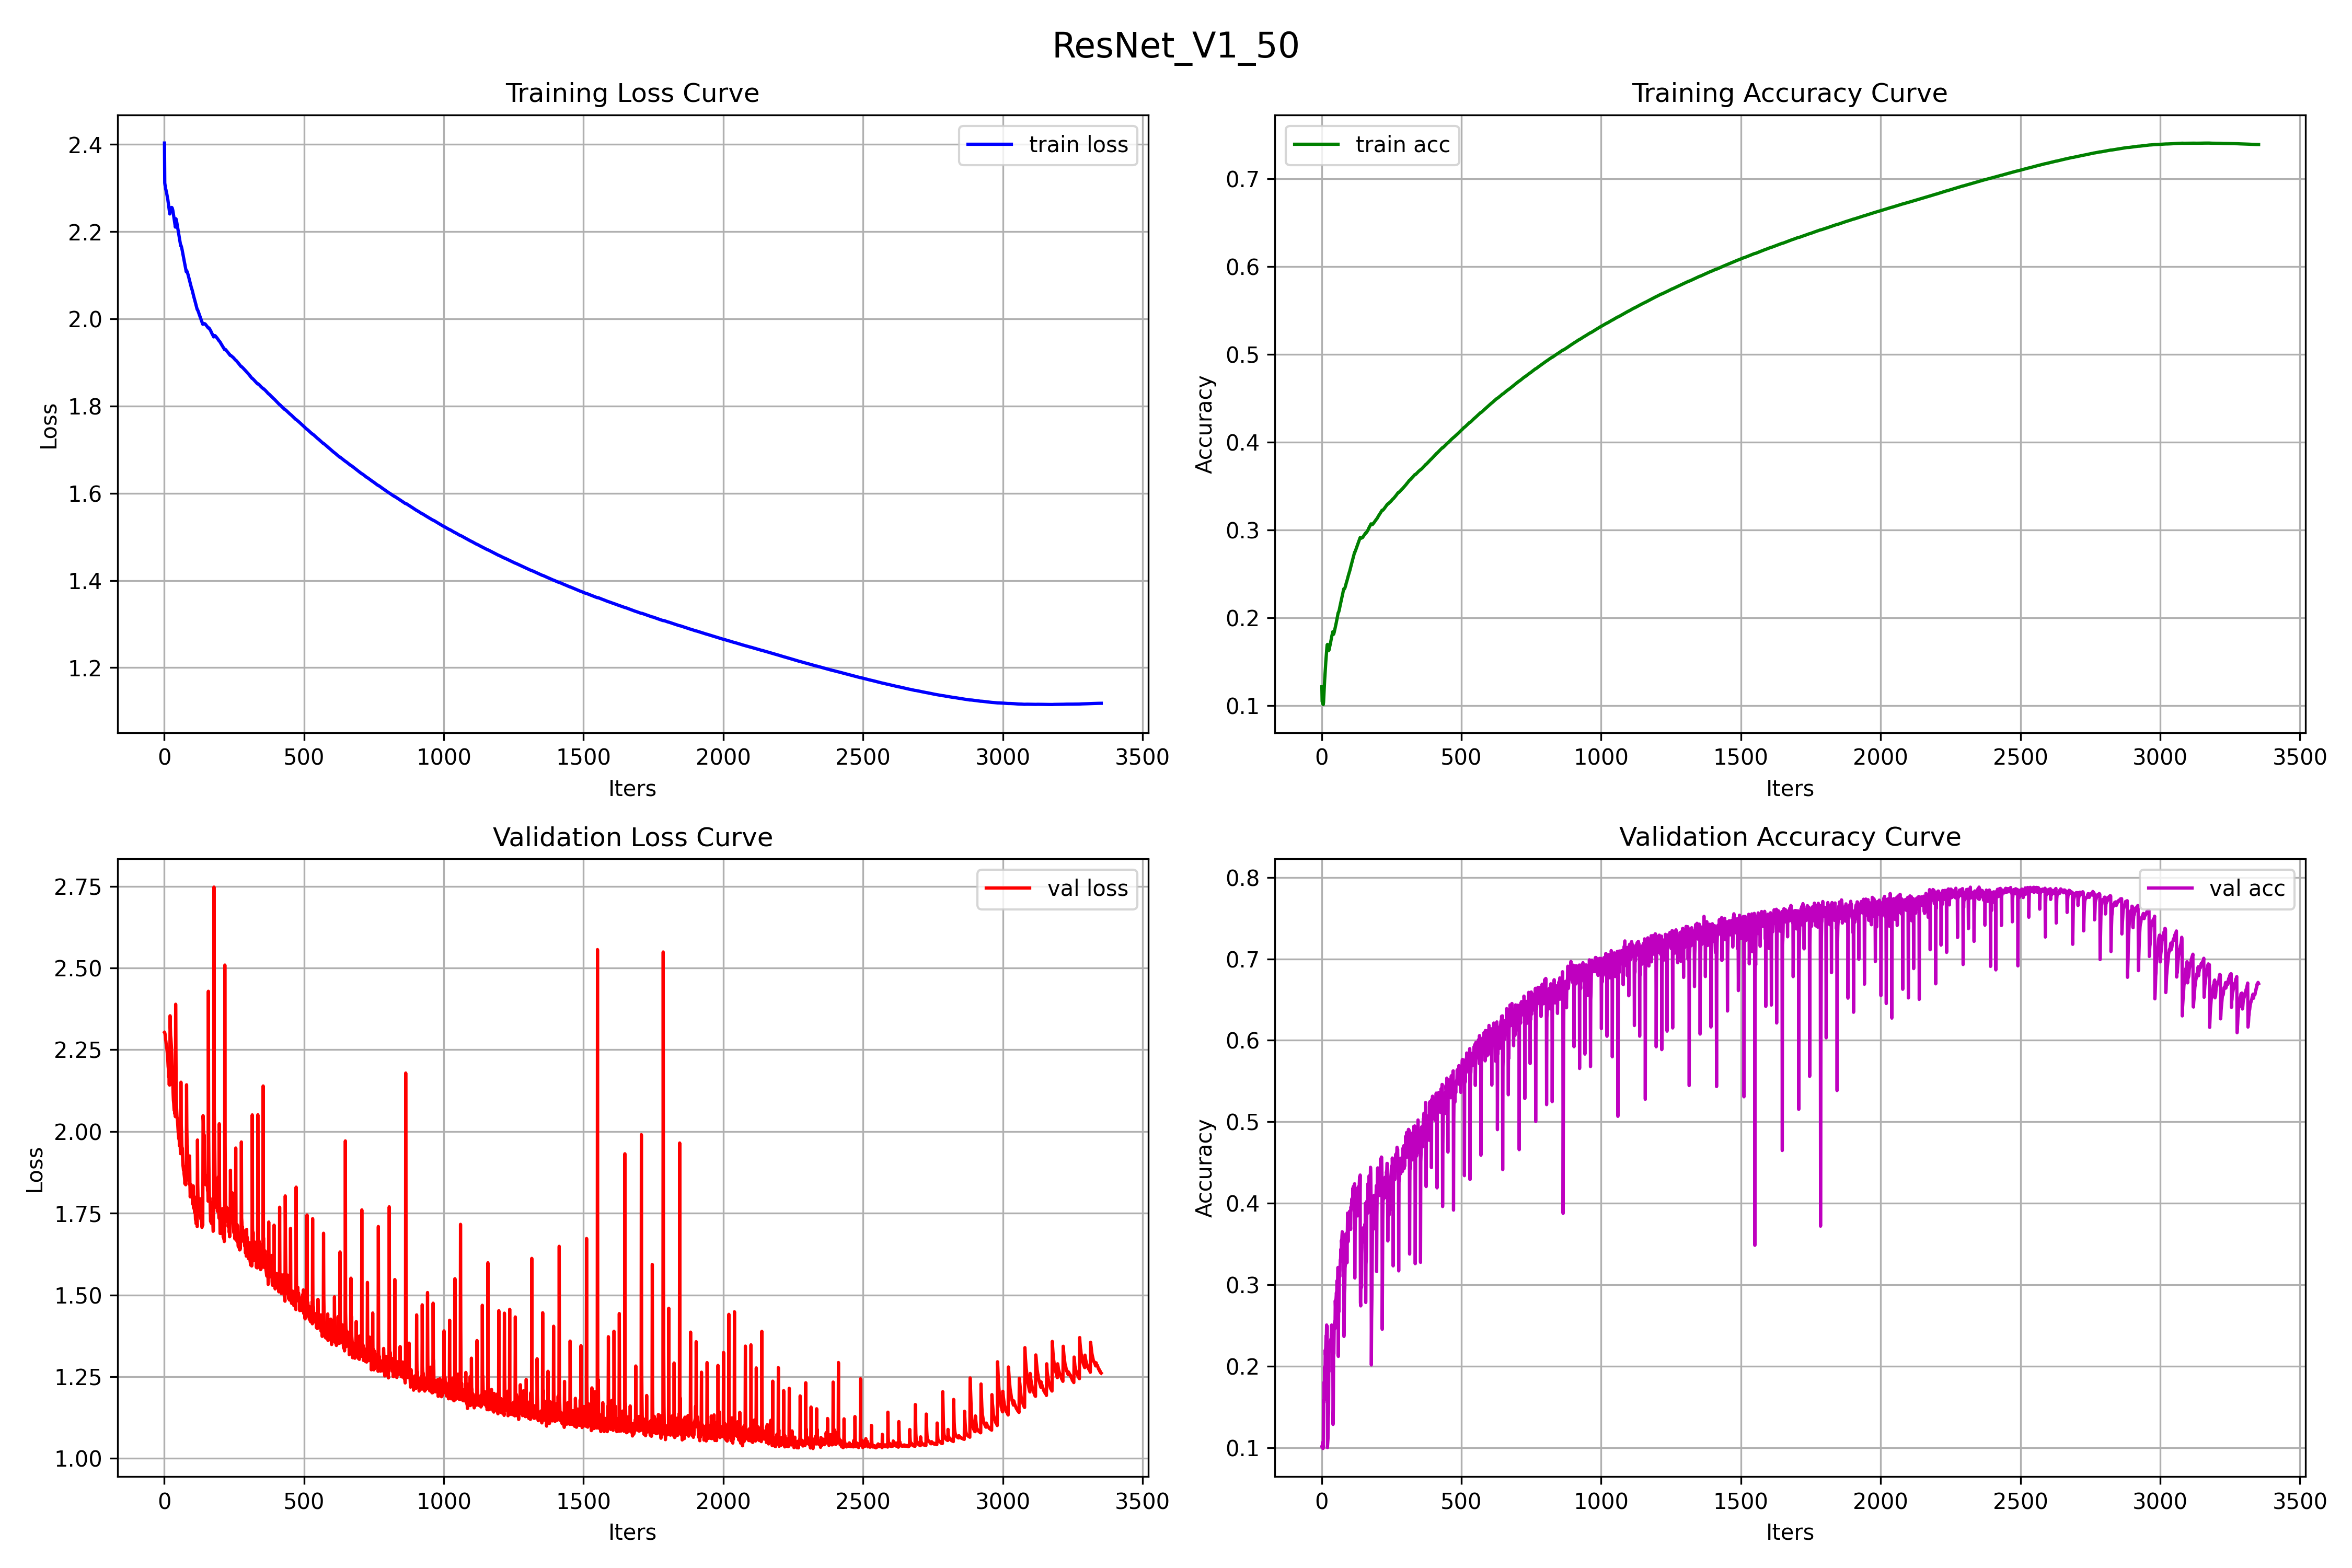 ResNet_V1_50
Training Loss Curve
train loss
Loss
2.4
2.2
2.0
1.8
1.6
1.4
1.2
0 500 1000 1500 2000 2500 3000 3500
Iters
Training Accuracy Curve
train acc
Accuracy
0.7
0.6
0.5
0.4
0.3
0.2
0.1
0 500 1000 1500 2000 2500 3000 3500
Iters
Validation Loss Curve
val loss
Loss
2.75
2.50
2.25
2.00
1.75
1.50
1.25
1.00
0 500 1000 1500 2000 2500 3000 3500
Iters
Validation Accuracy Curve
val acc
Accuracy
0.8
0.7
0.6
0.5
0.4
0.3
0.2
0.1
0 500 1000 1500 2000 2500 3000 3500
Iters